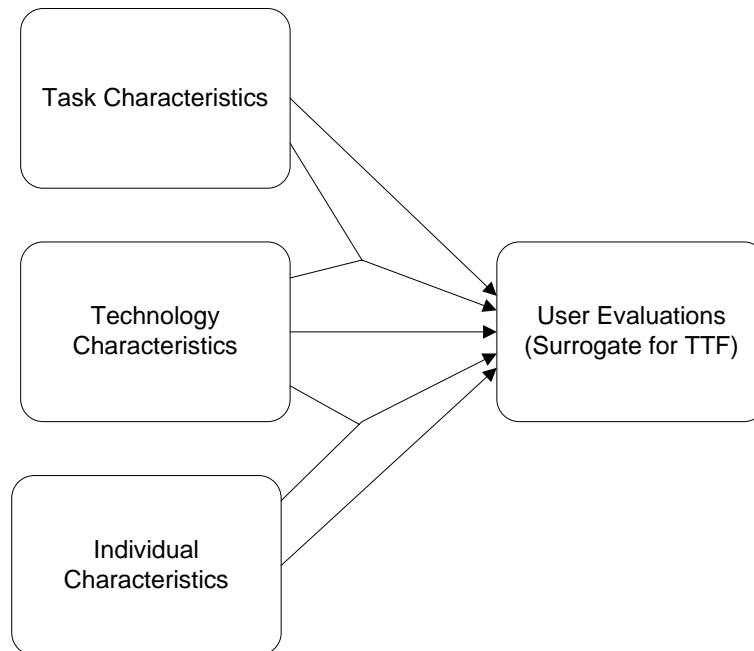 Task Characteristics
Technology
Characteristics
User Evaluations
(Surrogate for TTF)
Individual
Characteristics